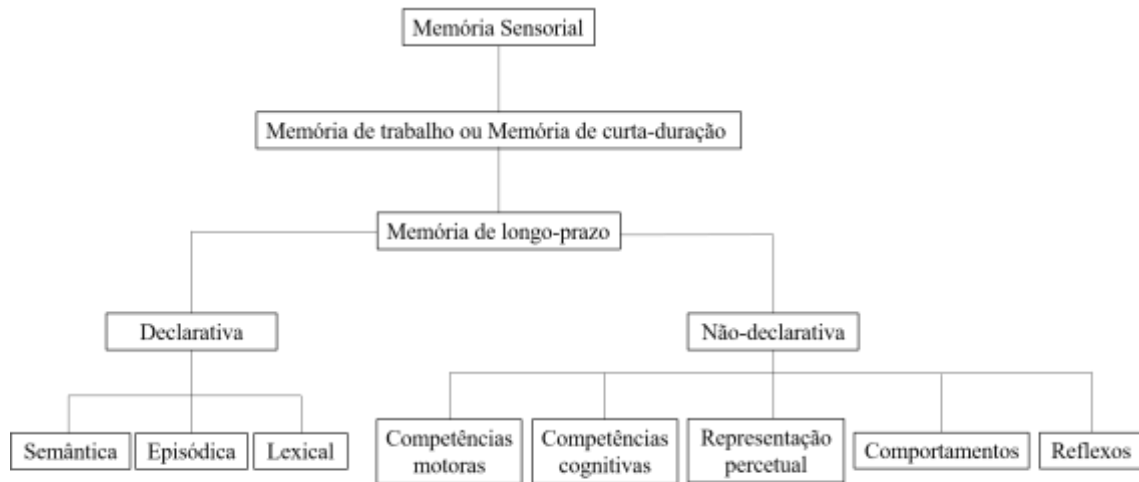 Memória Sensorial
Memória de trabalho ou Memória de curta-duração
Memória de longo-prazo
Declarativa
Não-declarativa
Semântica
Episódica
Lexical
Competências
motoras
Competências
cognitivas
Representação
percetual
Comportamentos
Reflexos